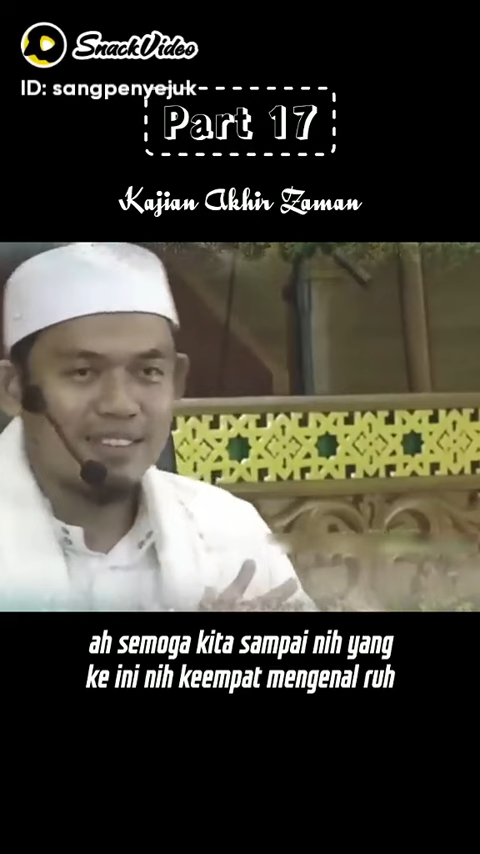 SnackVideo
ID: sangpenyejuk
Part 17
Kajian Akhir Zaman
ah semoga kita sampai nih yang
ke ini nih keempat mengenal ruh